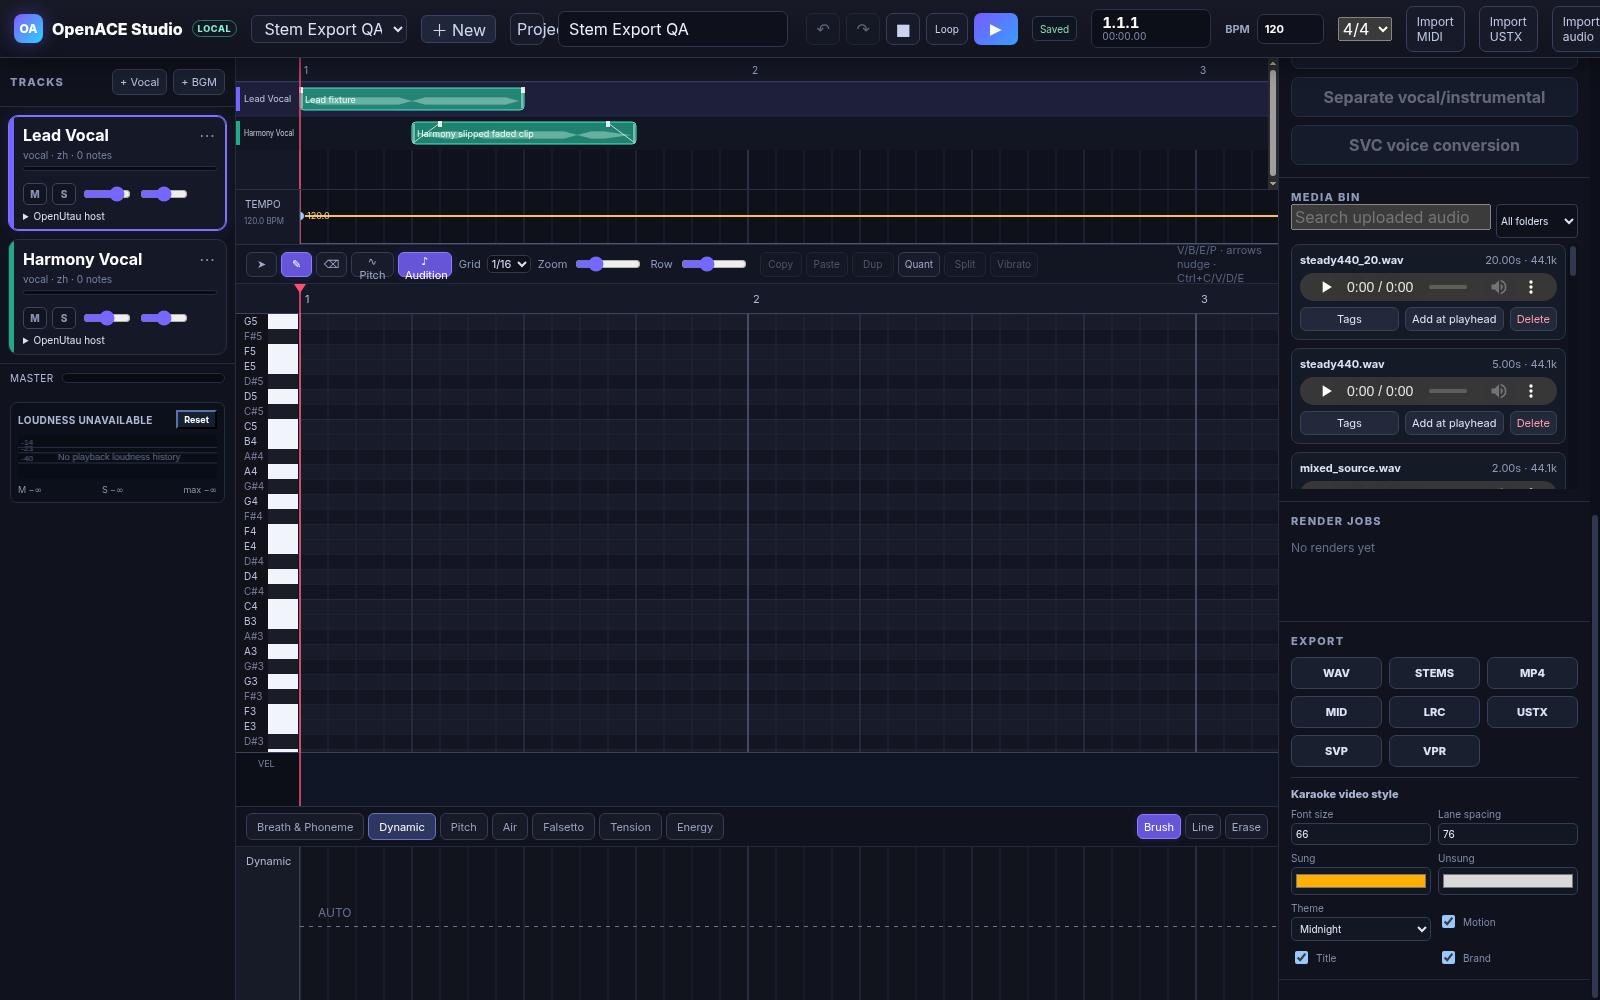 OA OpenACE Studio LOCAL Stem Export QA + New Projec Stem Export QA Loop Saved 1.1.1 00:00.00 BPM 120 4/4 Import MIDI Import USTX Import audio
TRACKS + Vocal + BGM
Lead Vocal ...
vocal · zh · 0 notes
M S
OpenUtau host
Harmony Vocal ...
vocal · zh · 0 notes
M S
OpenUtau host
MASTER
LOUDNESS UNAVAILABLE Reset
-14
-23
-40
No playback loudness history
M −∞ S −∞ max −∞
1 2 3
Lead Vocal Lead fixture
Harmony Vocal Harmony slipped faded clip
TEMPO
120.0 BPM 120.0
Pitch Audition Grid 1/16 Zoom Row Copy Paste Dup Quant Split Vibrato
V/B/E/P · arrows
nudge ·
Ctrl+C/V/D/E
1 2 3
G5
F#5
F5
E5
D#5
D5
C#5
C5
B4
A#4
A4
G#4
G4
F#4
F4
E4
D#4
D4
C#4
C4
B3
A#3
A3
G#3
G3
F#3
F3
E3
D#3
VEL
Breath & Phoneme Dynamic Pitch Air Falsetto Tension Energy Brush Line Erase
Dynamic
AUTO
Separate vocal/instrumental
SVC voice conversion
MEDIA BIN
Search uploaded audio All folders
steady440_20.wav 20.00s · 44.1k
0:00 / 0:00
Tags Add at playhead Delete
steady440.wav 5.00s · 44.1k
0:00 / 0:00
Tags Add at playhead Delete
mixed_source.wav 2.00s · 44.1k
RENDER JOBS
No renders yet
EXPORT
WAV STEMS MP4
MID LRC USTX
SVP VPR
Karaoke video style
Font size Lane spacing
66 76
Sung Unsung
Theme
Midnight Motion
Title Brand